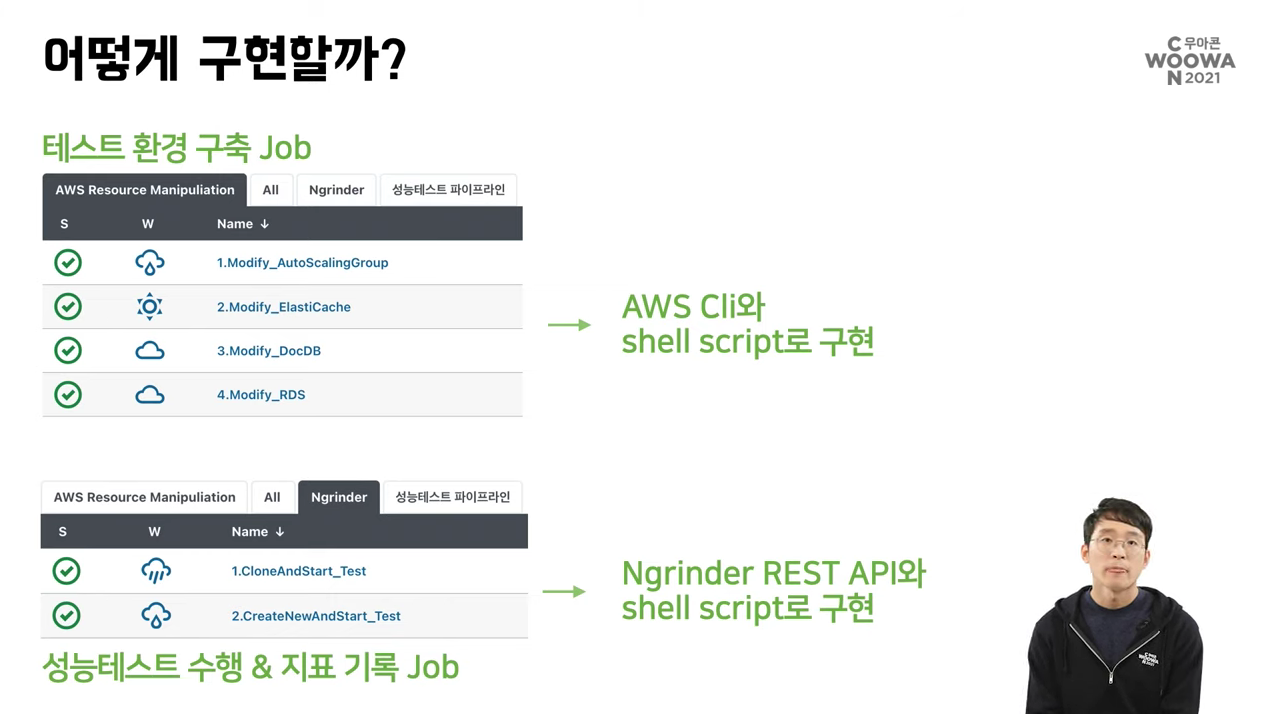 어떻게 구현할까?
C 우아콘
WOOWA
N 2021
테스트 환경 구축 Job
AWS Resource Manipuliation All Ngrinder 성능테스트 파이프라인
S W Name ↓
1.Modify_AutoScalingGroup
2.Modify_ElastiCache
3.Modify_DocDB
4.Modify_RDS
AWS Cli와
shell script로 구현
AWS Resource Manipuliation All Ngrinder 성능테스트 파이프라인
S W Name ↓
1.CloneAndStart_Test
2.CreateNewAndStart_Test
Ngrinder REST API와
shell script로 구현
성능테스트 수행 & 지표 기록 Job
C 우아콘
WOOWA
N 2021